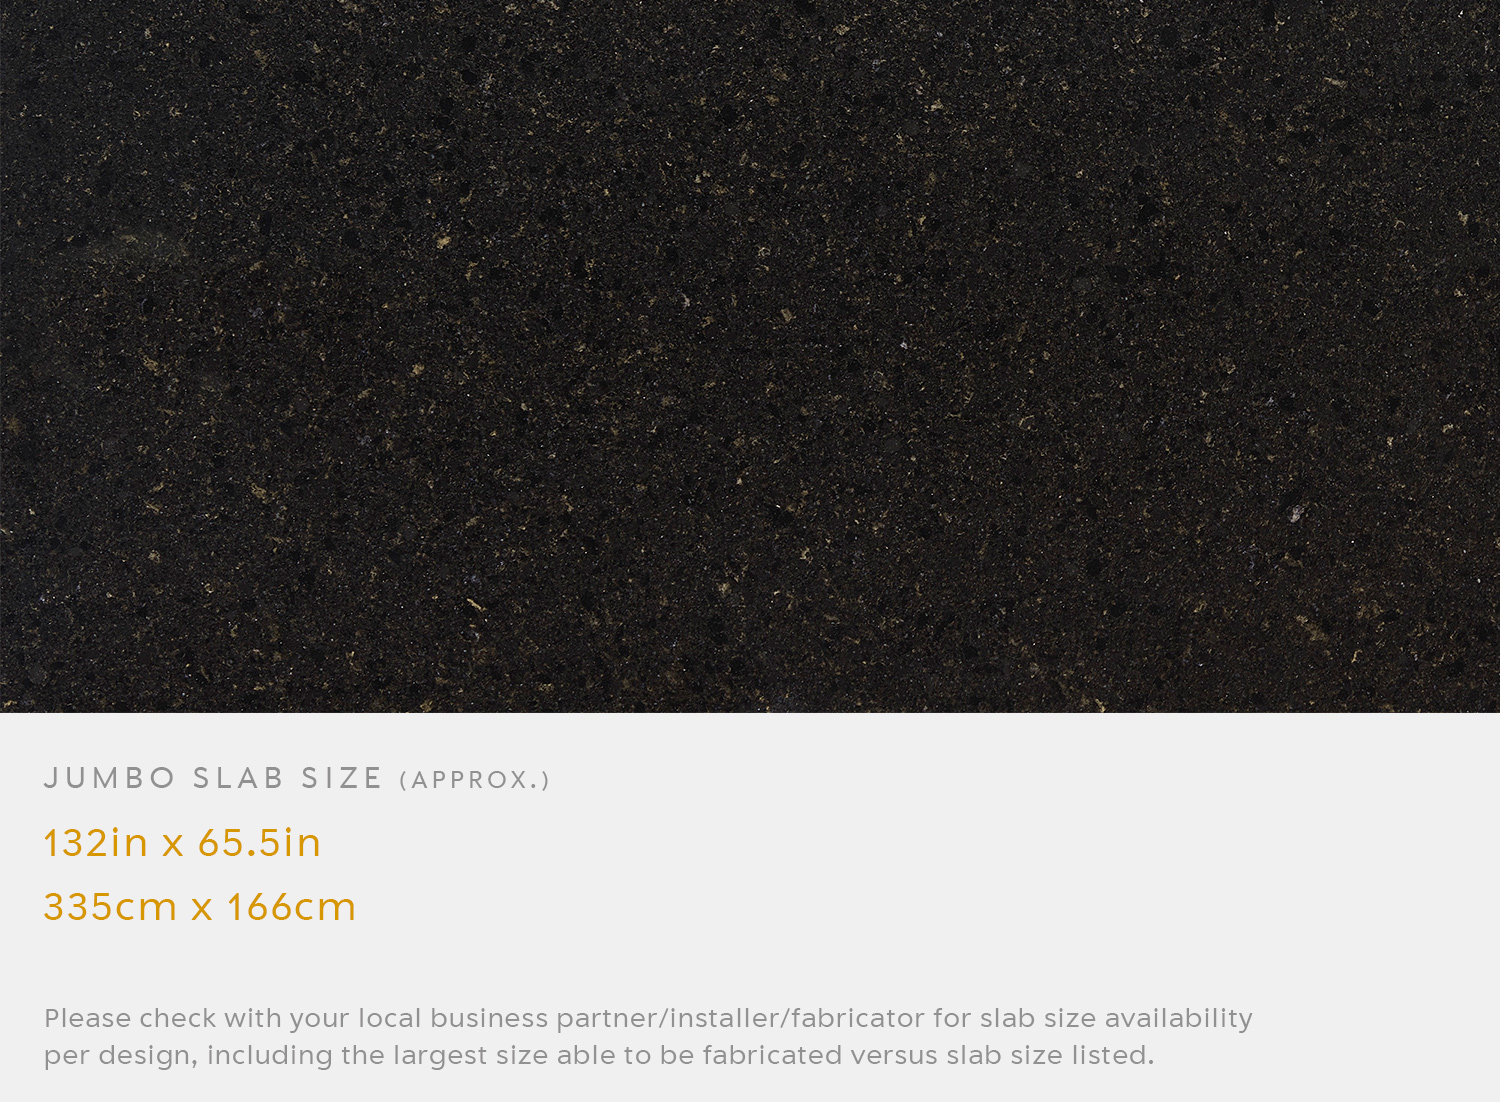 JUMBO SLAB SIZE (APPROX.)
132in x 65.5in
335cm x 166cm
Please check with your local business partner/installer/fabricator for slab size availability
per design, including the largest size able to be fabricated versus slab size listed.